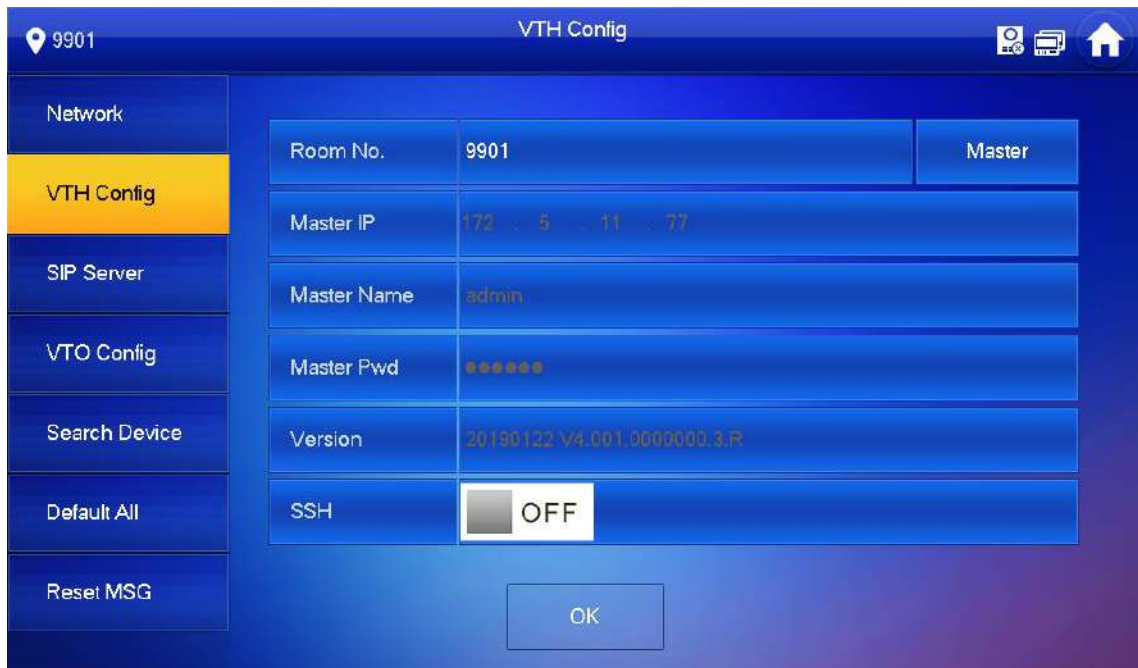 9901
VTH Config
Network
VTH Config
SIP Server
VTO Config
Search Device
Default All
Reset MSG
Room No. 9901 Master
Master IP 172 . 5 . 11 . 77
Master Name admin
Master Pwd ●●●●●●
Version 20190122 V4.001.0000000.3.R
SSH OFF
OK